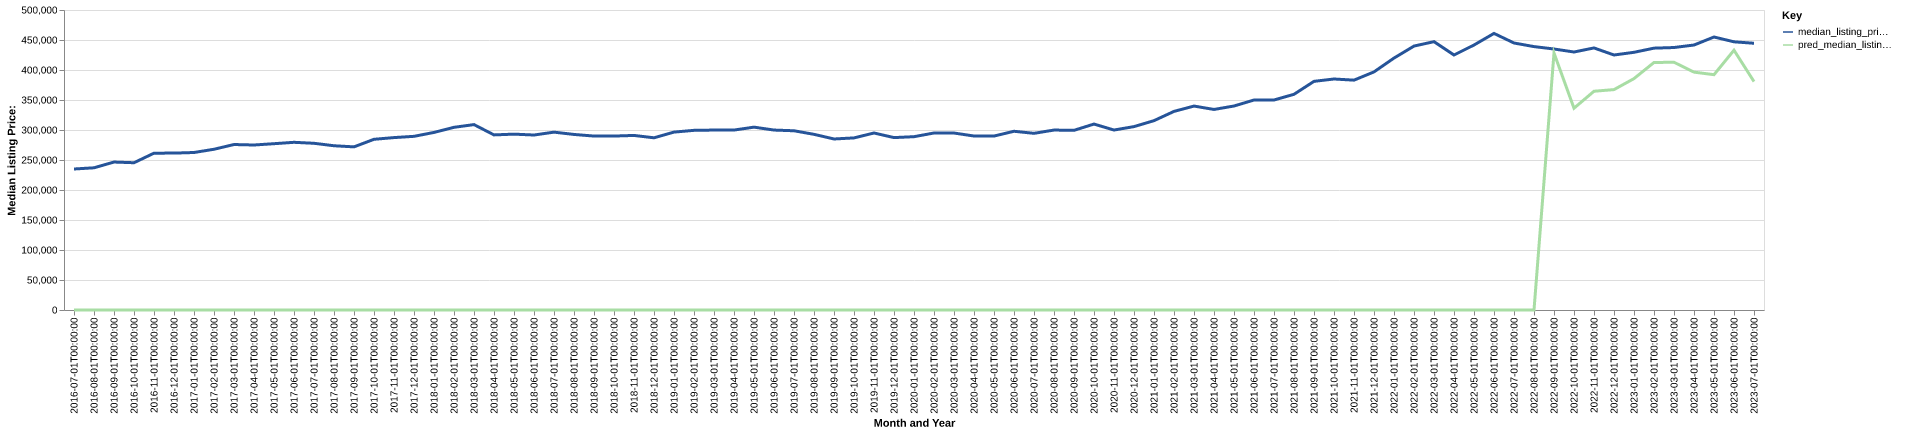 500,000
450,000
400,000
350,000
300,000
250,000
200,000
150,000
100,000
50,000
0
Median Listing Price:
2016-07-01T00:00:00
2016-08-01T00:00:00
2016-09-01T00:00:00
2016-10-01T00:00:00
2016-11-01T00:00:00
2016-12-01T00:00:00
2017-01-01T00:00:00
2017-02-01T00:00:00
2017-03-01T00:00:00
2017-04-01T00:00:00
2017-05-01T00:00:00
2017-06-01T00:00:00
2017-07-01T00:00:00
2017-08-01T00:00:00
2017-09-01T00:00:00
2017-10-01T00:00:00
2017-11-01T00:00:00
2017-12-01T00:00:00
2018-01-01T00:00:00
2018-02-01T00:00:00
2018-03-01T00:00:00
2018-04-01T00:00:00
2018-05-01T00:00:00
2018-06-01T00:00:00
2018-07-01T00:00:00
2018-08-01T00:00:00
2018-09-01T00:00:00
2018-10-01T00:00:00
2018-11-01T00:00:00
2018-12-01T00:00:00
2019-01-01T00:00:00
2019-02-01T00:00:00
2019-03-01T00:00:00
2019-04-01T00:00:00
2019-05-01T00:00:00
2019-06-01T00:00:00
2019-07-01T00:00:00
2019-08-01T00:00:00
2019-09-01T00:00:00
2019-10-01T00:00:00
2019-11-01T00:00:00
2019-12-01T00:00:00
2020-01-01T00:00:00
2020-02-01T00:00:00
2020-03-01T00:00:00
2020-04-01T00:00:00
2020-05-01T00:00:00
2020-06-01T00:00:00
2020-07-01T00:00:00
2020-08-01T00:00:00
2020-09-01T00:00:00
2020-10-01T00:00:00
2020-11-01T00:00:00
2020-12-01T00:00:00
2021-01-01T00:00:00
2021-02-01T00:00:00
2021-03-01T00:00:00
2021-04-01T00:00:00
2021-05-01T00:00:00
2021-06-01T00:00:00
2021-07-01T00:00:00
2021-08-01T00:00:00
2021-09-01T00:00:00
2021-10-01T00:00:00
2021-11-01T00:00:00
2021-12-01T00:00:00
2022-01-01T00:00:00
2022-02-01T00:00:00
2022-03-01T00:00:00
2022-04-01T00:00:00
2022-05-01T00:00:00
2022-06-01T00:00:00
2022-07-01T00:00:00
2022-08-01T00:00:00
2022-09-01T00:00:00
2022-10-01T00:00:00
2022-11-01T00:00:00
2022-12-01T00:00:00
2023-01-01T00:00:00
2023-02-01T00:00:00
2023-03-01T00:00:00
2023-04-01T00:00:00
2023-05-01T00:00:00
2023-06-01T00:00:00
2023-07-01T00:00:00
Month and Year
Key
median_listing_pri…
pred_median_listin…